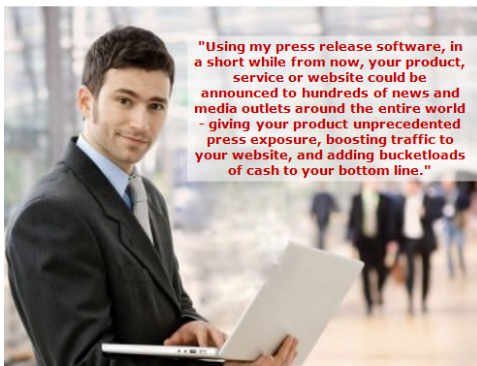 "Using my press release software, in
a short while from now, your product,
service or website could be
announced to hundreds of news and
media outlets around the entire world
- giving your product unprecedented
press exposure, boosting traffic to
your website, and adding bucketloads
of cash to your bottom line."